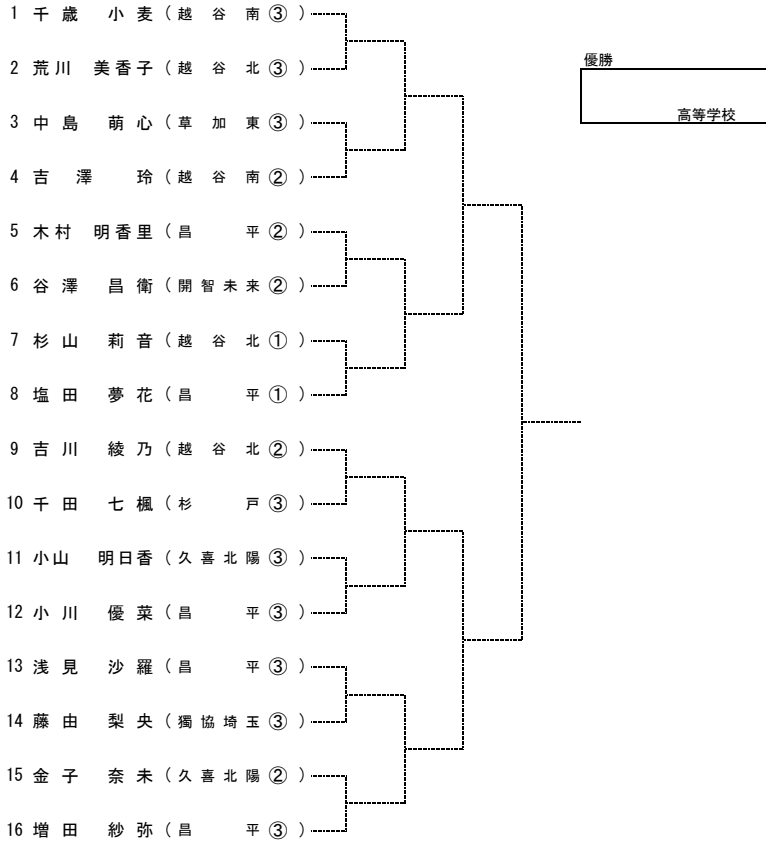 1 千歳 小麦 (越谷南③)
優勝
2 荒川 美香子 (越谷北③)
高等学校
3 中島 萌心 (草加東③)
4 吉澤 玲 (越谷南②)
5 木村 明香里 (昌平②)
6 谷澤 昌衛 (開智未来②)
7 杉山 莉音 (越谷北①)
8 塩田 夢花 (昌平①)
9 吉川 綾乃 (越谷北②)
10 千田 七楓 (杉戸③)
11 小山 明日香 (久喜北陽③)
12 小川 優菜 (昌平③)
13 浅見 沙羅 (昌平③)
14 藤由 梨央 (獨協埼玉③)
15 金子 奈未 (久喜北陽②)
16 増田 紗弥 (昌平③)